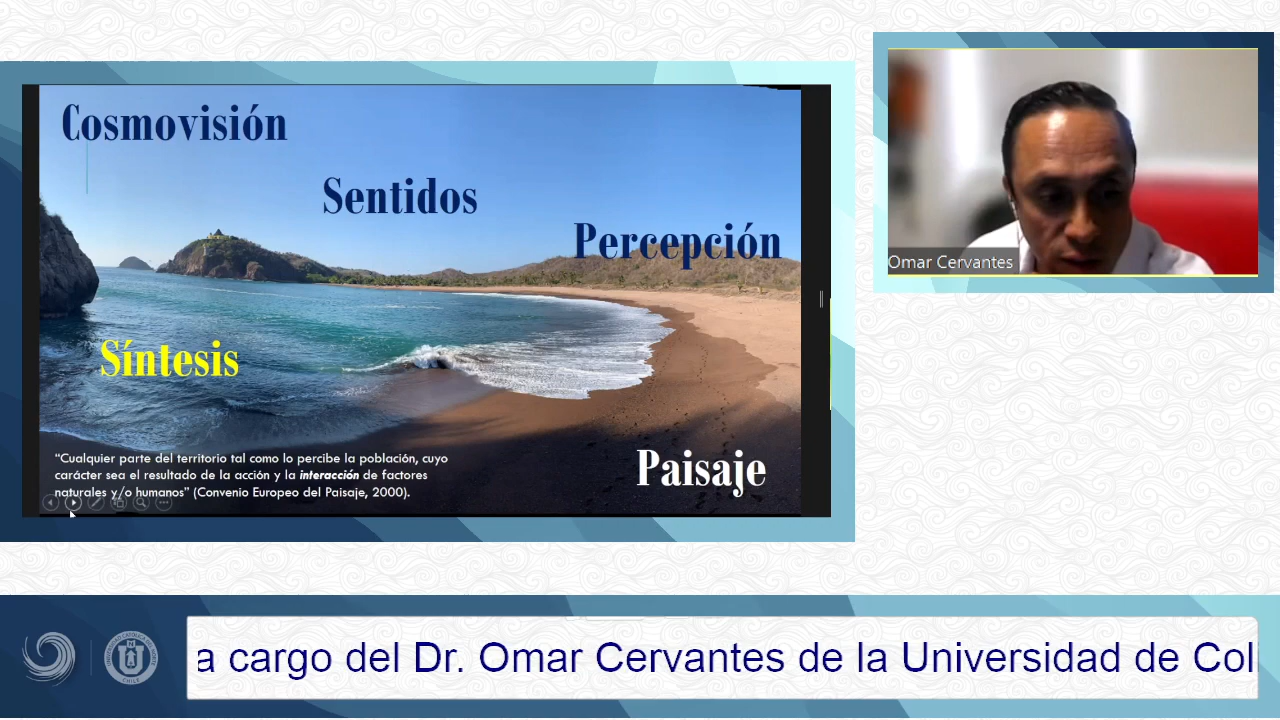 Cosmovisión
Sentidos
Percepción
Síntesis
Paisaje
“Cualquier parte del territorio tal como lo percibe la población, cuyo
carácter sea el resultado de la acción y la interacción de factores
naturales y/o humanos” (Convenio Europeo del Paisaje, 2000).
Omar Cervantes
a cargo del Dr. Omar Cervantes de la Universidad de Col